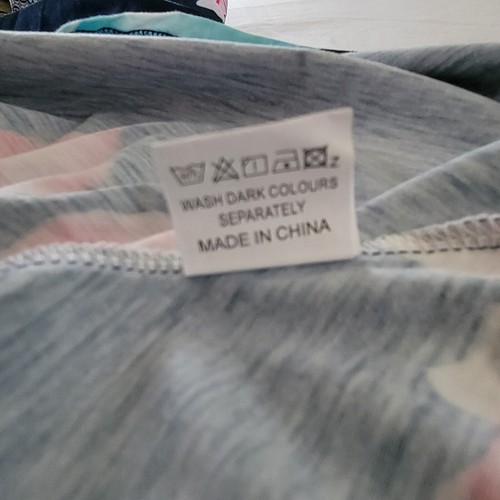 WASH DARK COLOURS
SEPARATELY
MADE IN CHINA